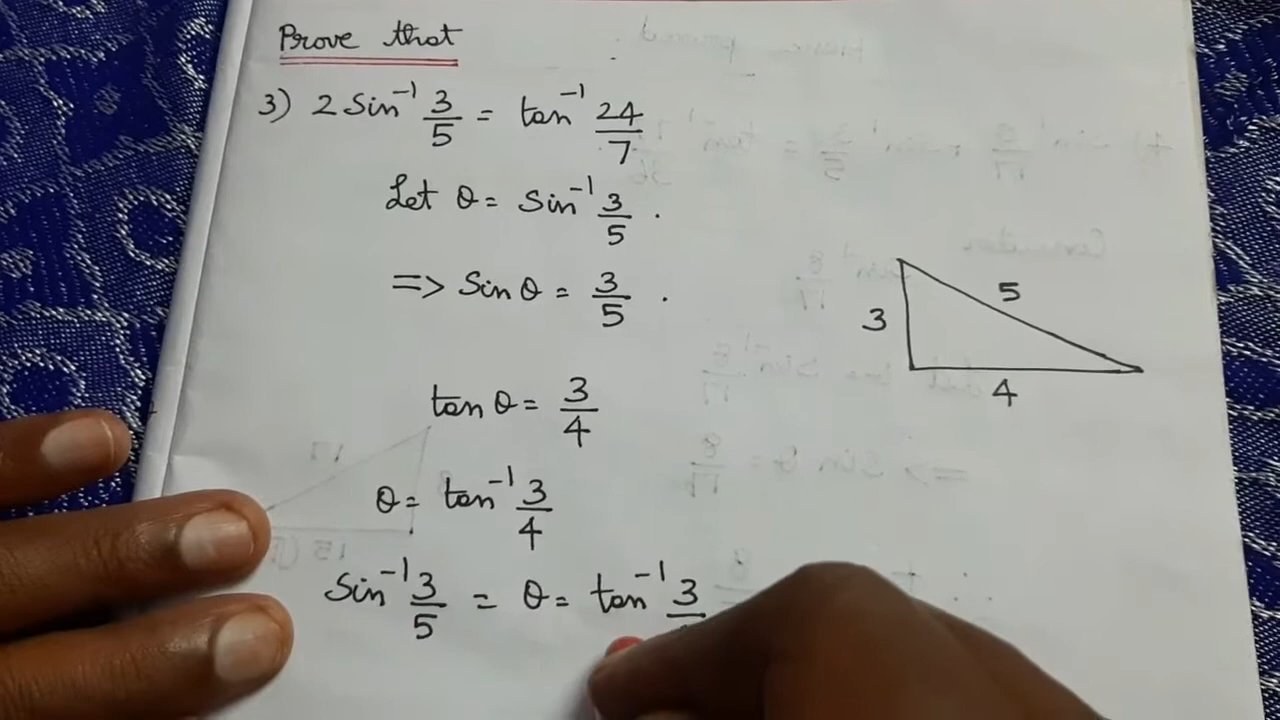 Prove that
3) 2 Sin⁻¹ 3/5 = tan⁻¹ 24/7
Let θ = Sin⁻¹ 3/5 .
=> Sin θ = 3/5 .
5
3
4
tan θ = 3/4
θ = tan⁻¹ 3/4
Sin⁻¹ 3/5 = θ = tan⁻¹ 3